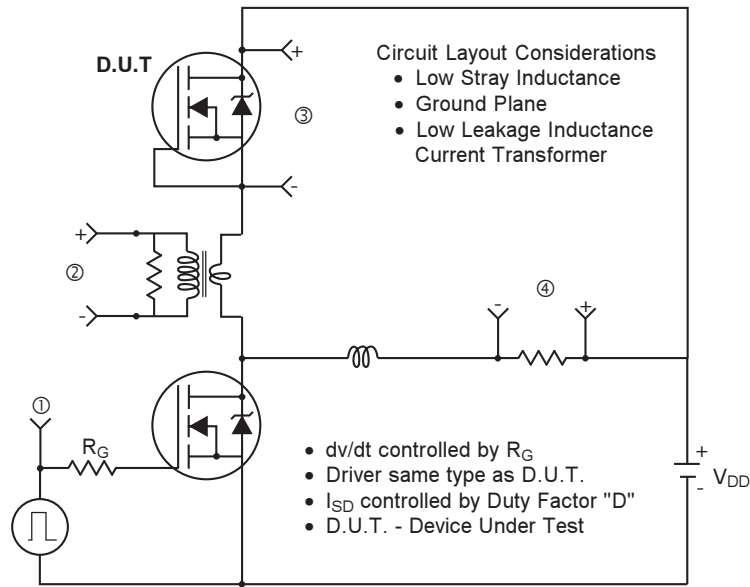 D.U.T
+
③
-
Circuit Layout Considerations
• Low Stray Inductance
• Ground Plane
• Low Leakage Inductance
Current Transformer
+
②
-
-
④
+
①
R_G
• dv/dt controlled by R_G
• Driver same type as D.U.T.
• I_SD controlled by Duty Factor "D"
• D.U.T. - Device Under Test
+
V_DD
-